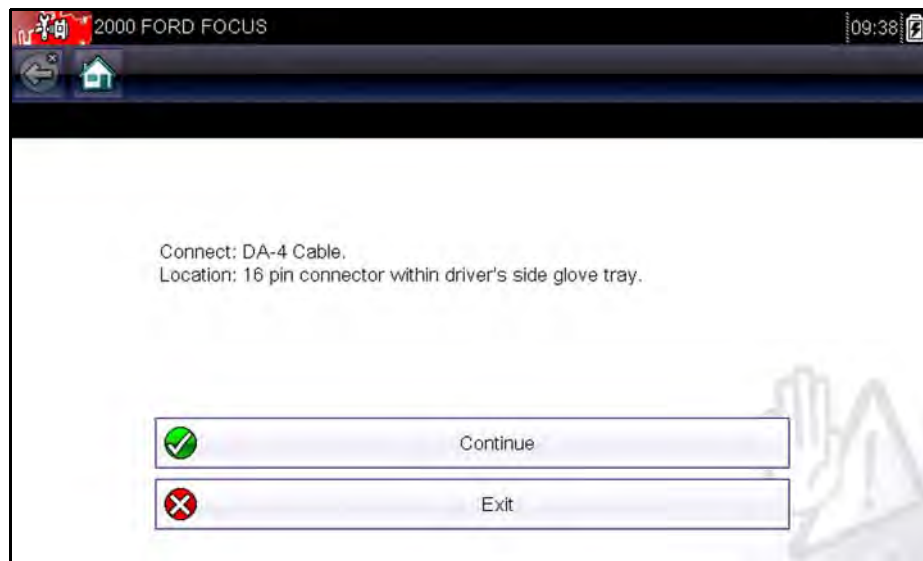 2000 FORD FOCUS
09:38
Connect: DA-4 Cable.
Location: 16 pin connector within driver's side glove tray.
Continue
Exit